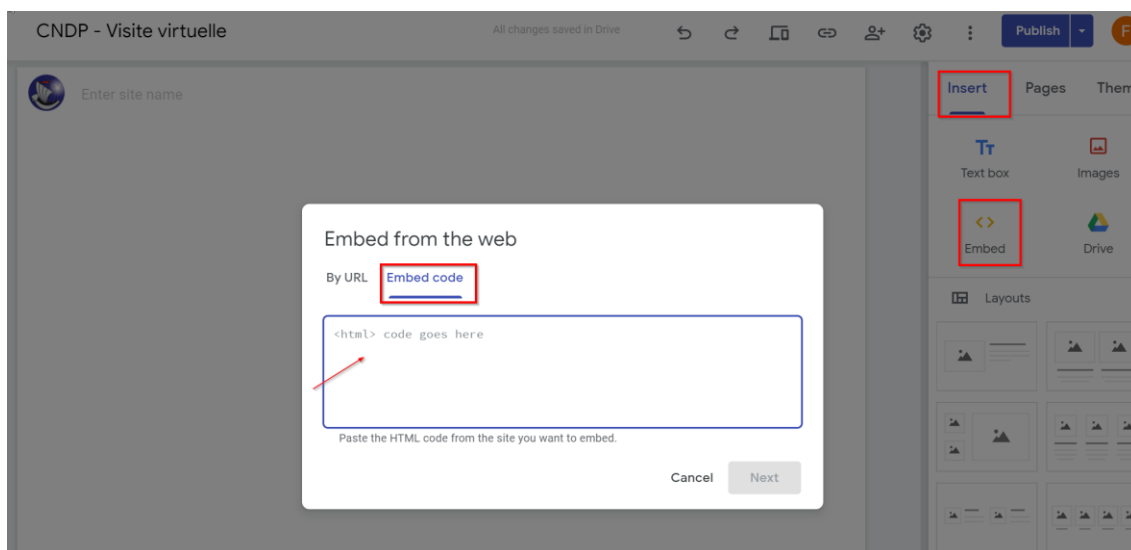 CNDP - Visite virtuelle
All changes saved in Drive
Publish
F
Enter site name
Insert
Pages
Them
Text box
Images
Embed
Drive
Layouts
Embed from the web
By URL
Embed code
<html> code goes here
Paste the HTML code from the site you want to embed.
Cancel
Next